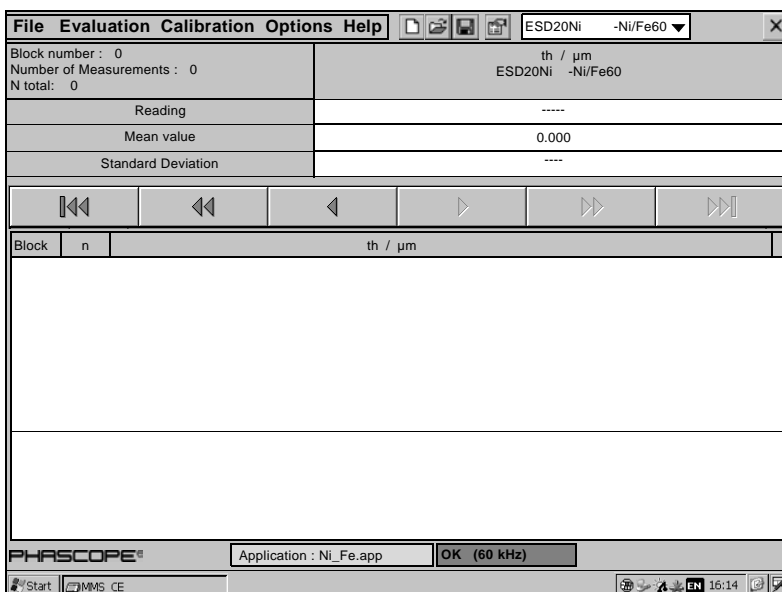 File Evaluation Calibration Options Help ESD20Ni -Ni/Fe60
Block number : 0
Number of Measurements : 0
N total: 0
th / µm
ESD20Ni -Ni/Fe60
Reading -----
Mean value 0.000
Standard Deviation ----
Block n th / µm
PHASCOPE
Application : Ni_Fe.app
OK (60 kHz)
Start MMS CE EN 16:14